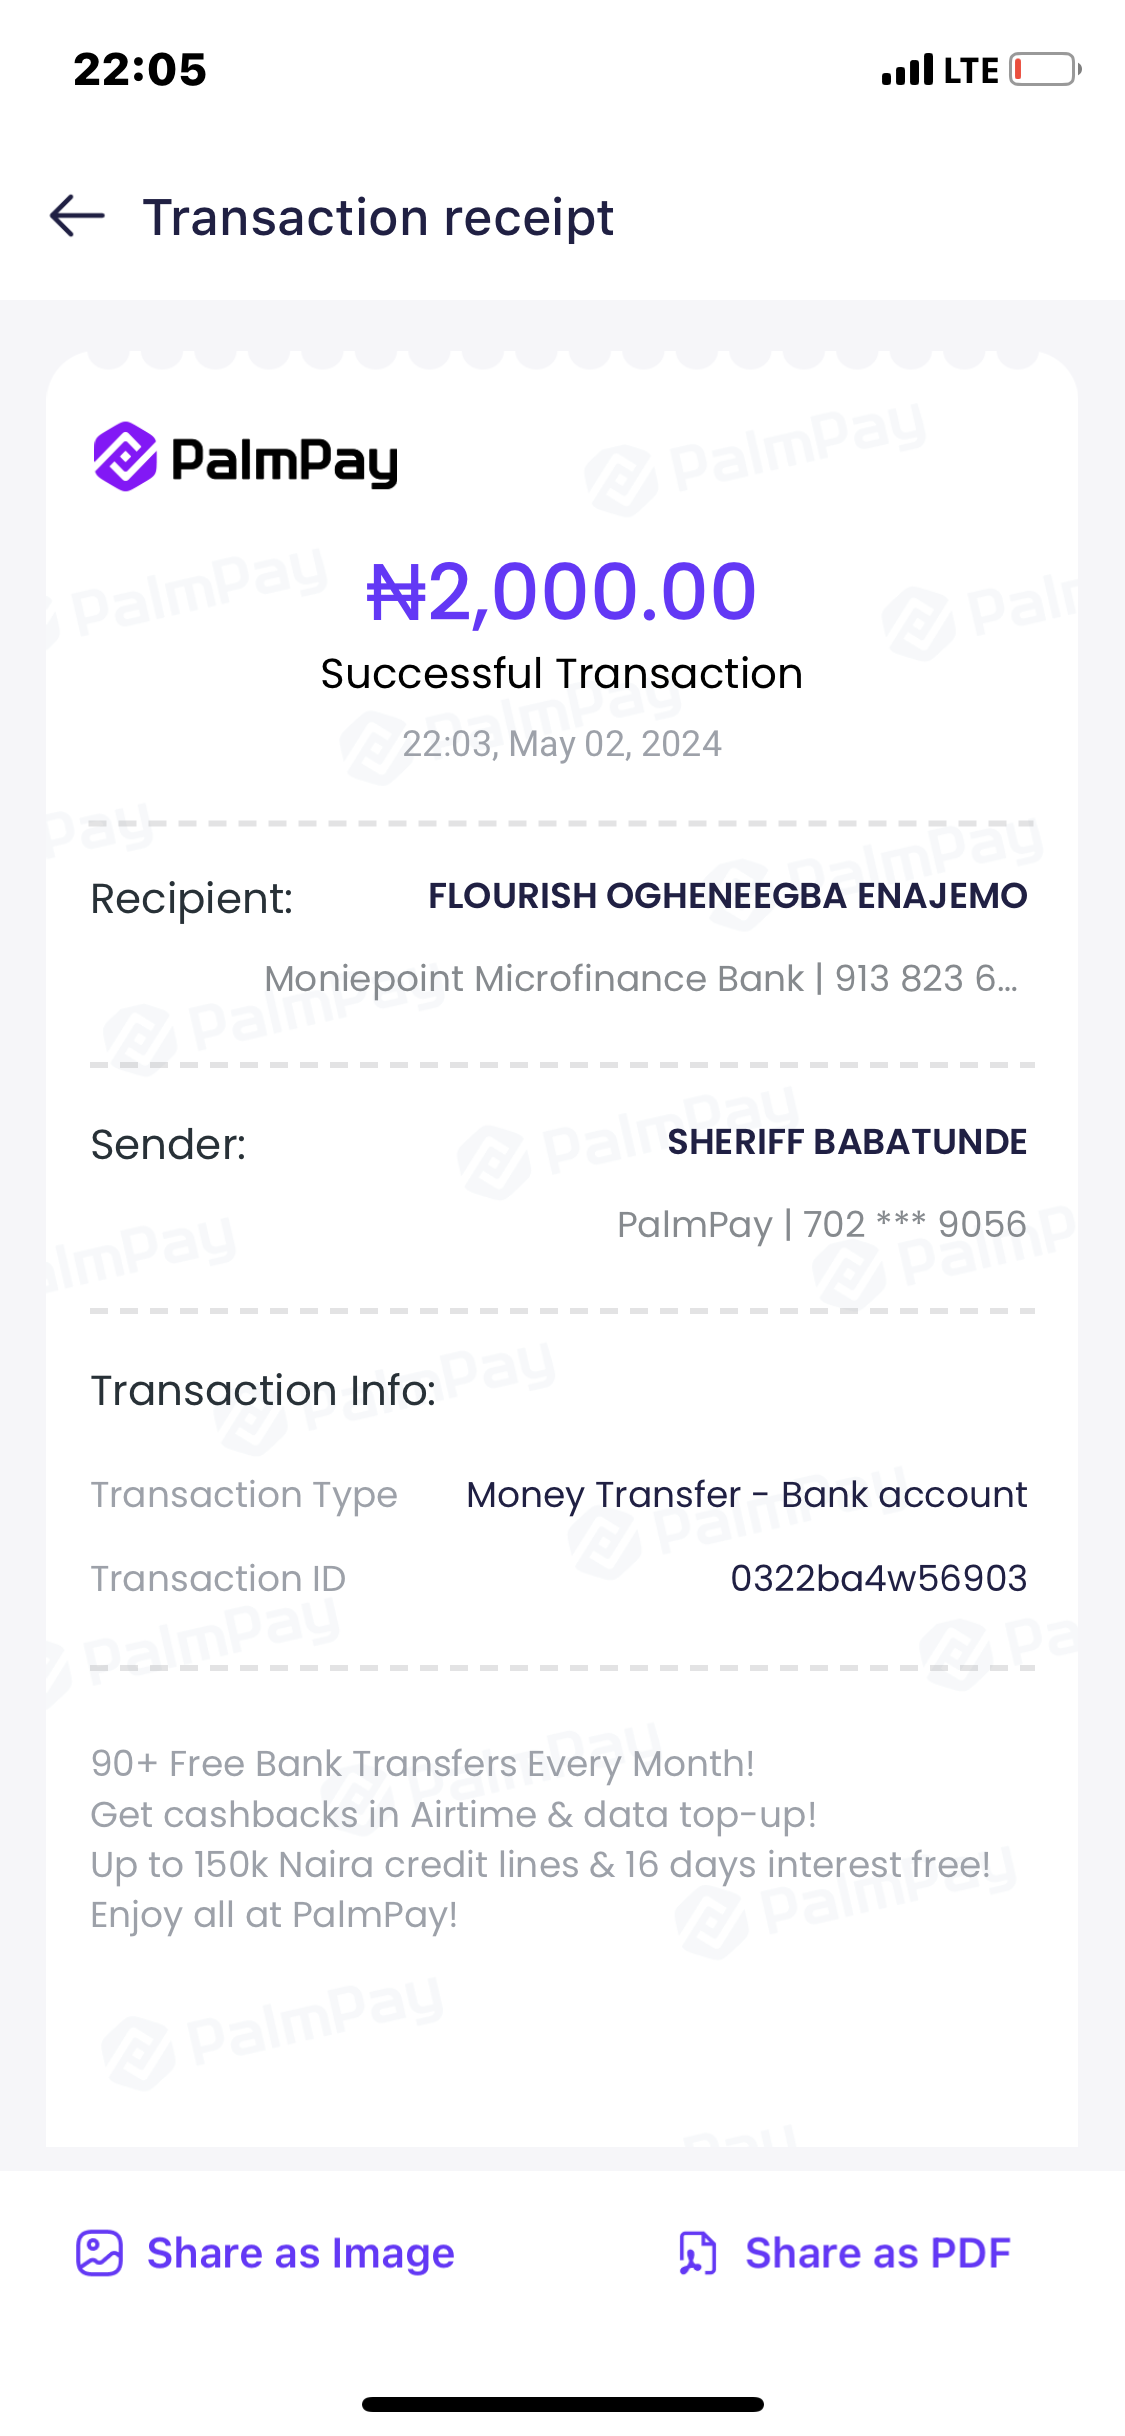 22:05 LTE
Transaction receipt
PalmPay
₦2,000.00
Successful Transaction
22:03, May 02, 2024
Recipient: FLOURISH OGHENEEGBA ENAJEMO
Moniepoint Microfinance Bank | 913 823 6...
Sender: SHERIFF BABATUNDE
PalmPay | 702 *** 9056
Transaction Info:
Transaction Type Money Transfer - Bank account
Transaction ID 0322ba4w56903
90+ Free Bank Transfers Every Month!
Get cashbacks in Airtime & data top-up!
Up to 150k Naira credit lines & 16 days interest free!
Enjoy all at PalmPay!
Share as Image Share as PDF